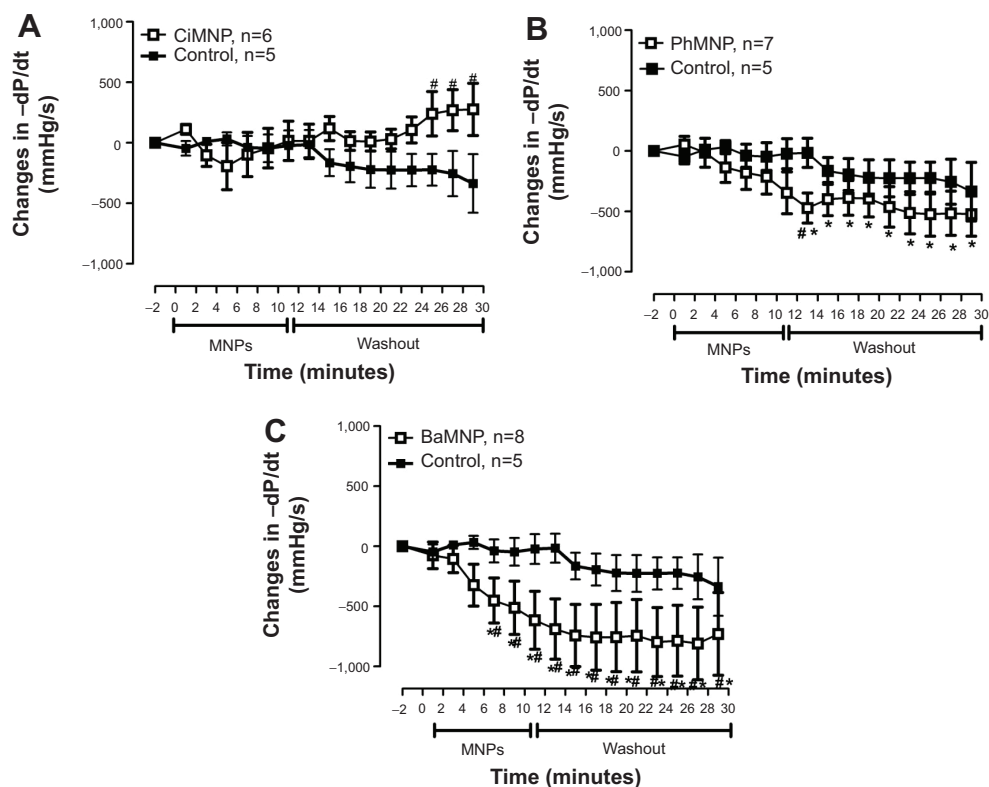 A
CiMNP, n=6
Control, n=5
Changes in –dP/dt
(mmHg/s)
1,000
500
0
–500
–1,000
# # #
–2 0 2 4 6 8 10 12 14 16 18 20 22 24 26 28 30
MNPs
Washout
Time (minutes)
B
PhMNP, n=7
Control, n=5
Changes in –dP/dt
(mmHg/s)
1,000
500
0
–500
–1,000
#* * * * * * * * *
–2 0 2 4 6 8 10 12 14 16 18 20 22 24 26 28 30
MNPs
Washout
Time (minutes)
C
BaMNP, n=8
Control, n=5
Changes in –dP/dt
(mmHg/s)
1,000
500
0
–500
–1,000
*# *# *# *# *# *# *# *# #* #* #* #*
–2 0 2 4 6 8 10 12 14 16 18 20 22 24 26 28 30
MNPs
Washout
Time (minutes)